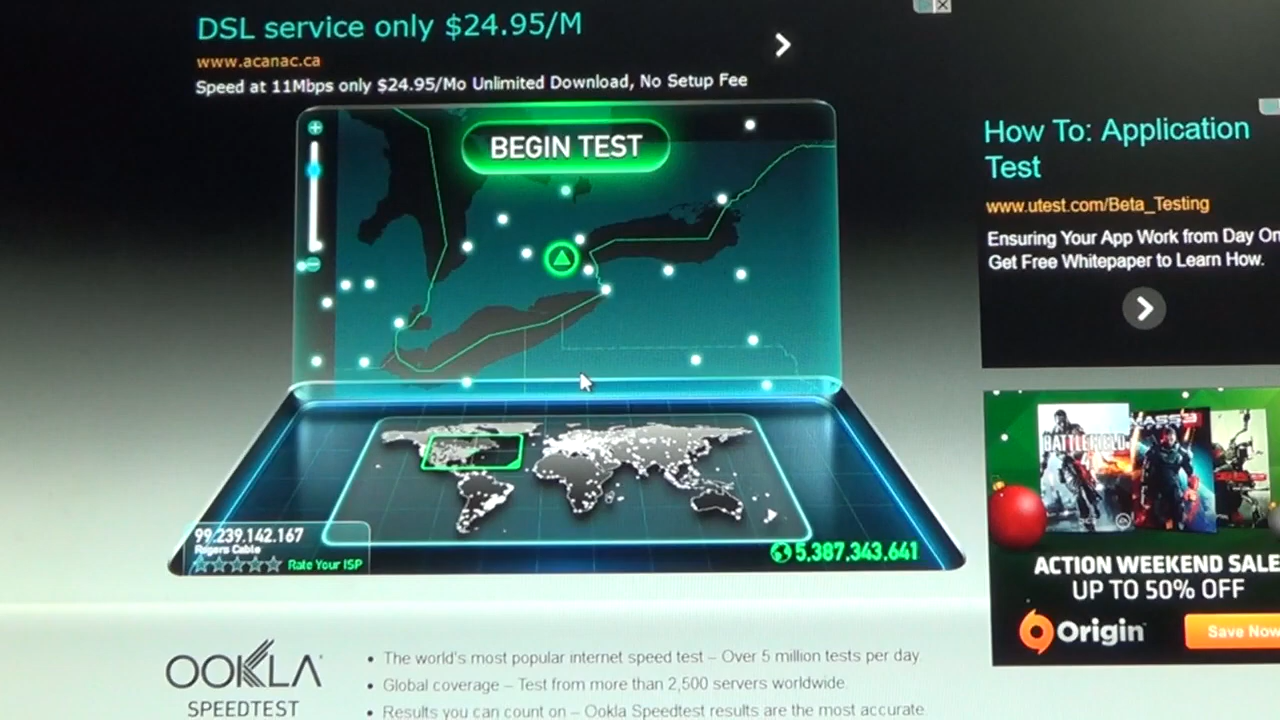 DSL service only $24.95/M
www.acanac.ca
Speed at 11Mbps only $24.95/Mo Unlimited Download, No Setup Fee
BEGIN TEST
How To: Application
Test
www.utest.com/Beta_Testing
Ensuring Your App Work from Day On
Get Free Whitepaper to Learn How.
BATTLEFIELD
MASS
99.239.142.167
Rogers Cable
Rate Your ISP
5,387,343,641
ACTION WEEKEND SALE
UP TO 50% OFF
Origin
Save Now
OOKLA
SPEEDTEST
• The world's most popular internet speed test – Over 5 million tests per day.
• Global coverage – Test from more than 2,500 servers worldwide.
• Results you can count on – Ookla Speedtest results are the most accurate.